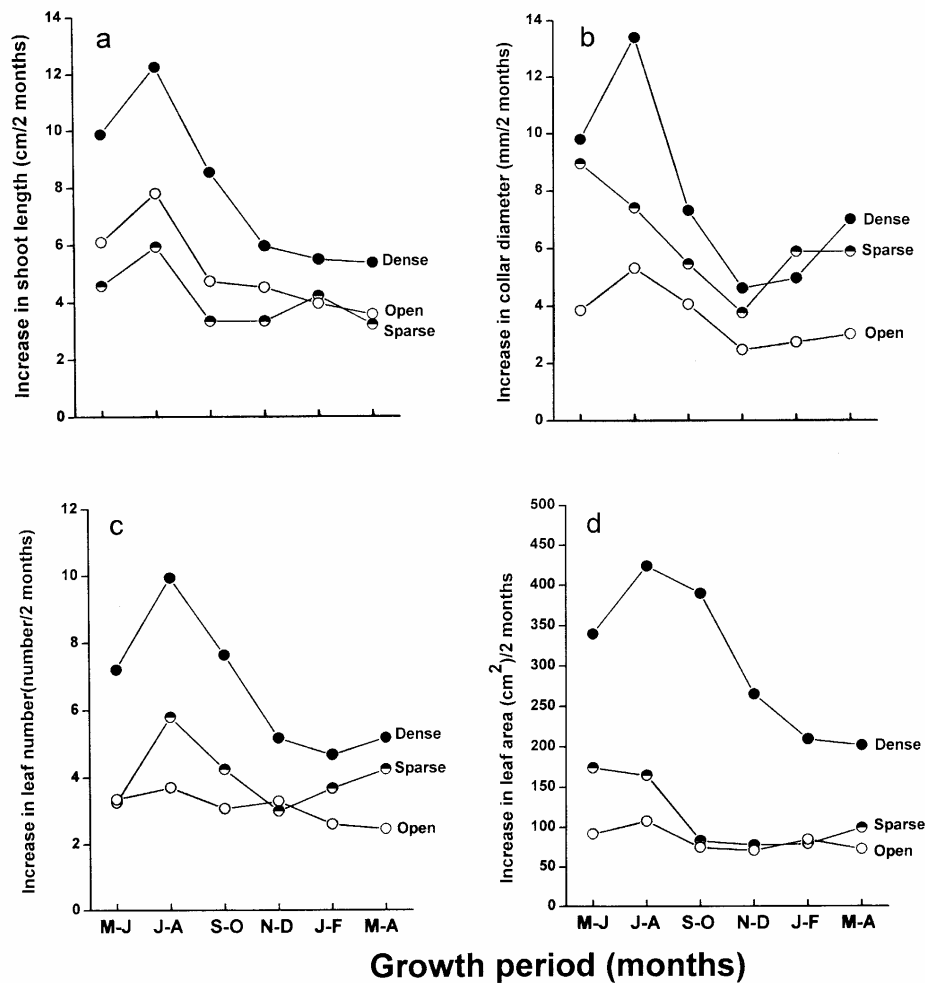 a
Increase in shoot length (cm/2 months)
14
12
10
8
6
4
2
0
Dense
Open
Sparse
b
Increase in collar diameter (mm/2 months)
14
12
10
8
6
4
2
0
Dense
Sparse
Open
c
Increase in leaf number(number/2 months)
12
10
8
6
4
2
0
Dense
Sparse
Open
M-J J-A S-O N-D J-F M-A
d
Increase in leaf area (cm²)/2 months
500
450
400
350
300
250
200
150
100
50
0
Dense
Sparse
Open
M-J J-A S-O N-D J-F M-A
Growth period (months)